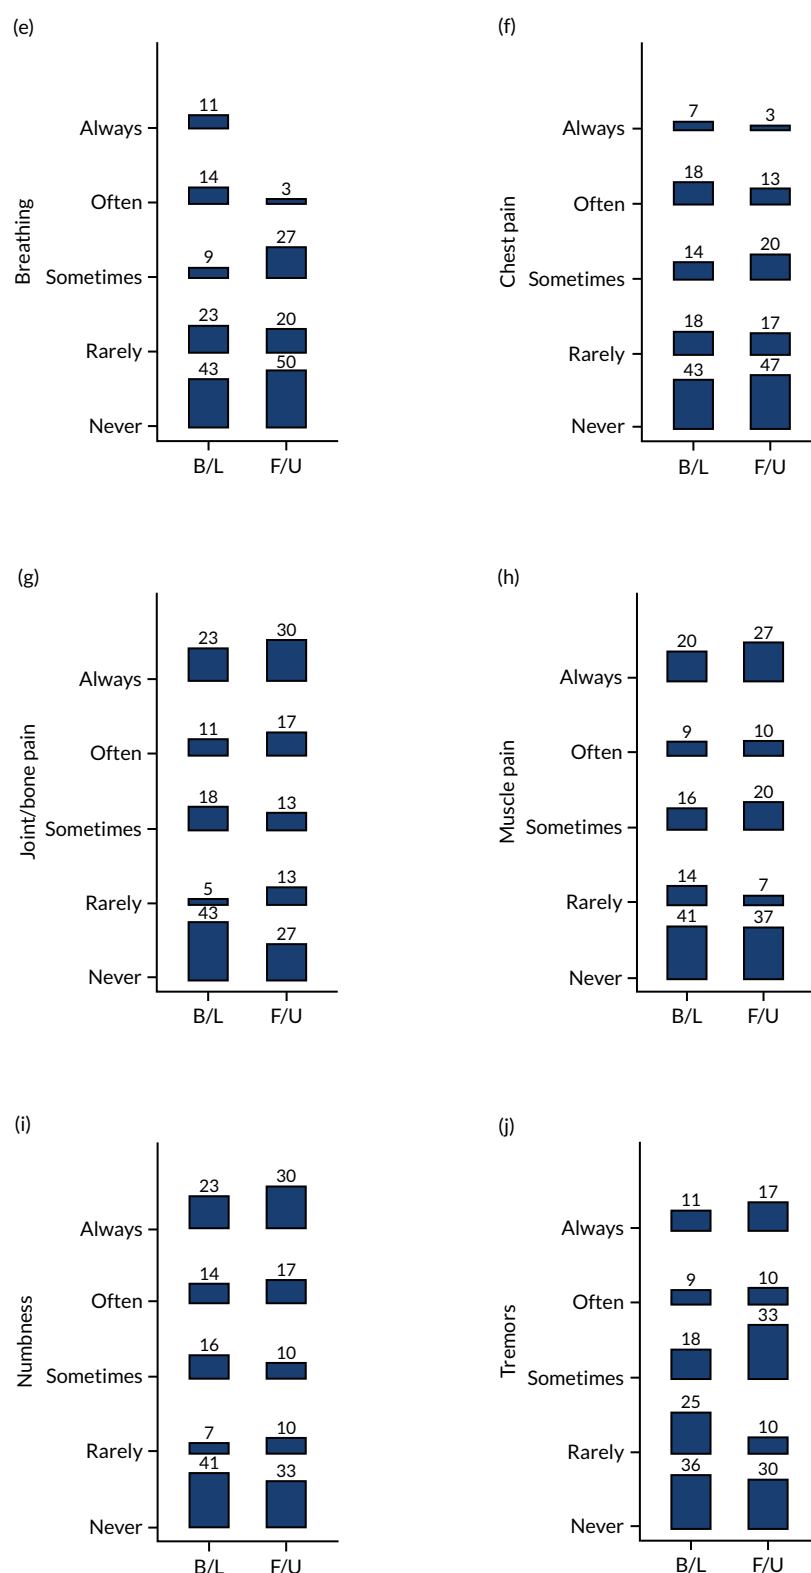 (e)
Breathing
Always
11
Often
14
3
Sometimes
9
27
Rarely
23
20
Never
43
50
B/L
F/U
(f)
Chest pain
Always
7
3
Often
18
13
Sometimes
14
20
Rarely
18
17
Never
43
47
B/L
F/U
(g)
Joint/bone pain
Always
23
30
Often
11
17
Sometimes
18
13
Rarely
5
13
Never
43
27
B/L
F/U
(h)
Muscle pain
Always
20
27
Often
9
10
Sometimes
16
20
Rarely
14
7
Never
41
37
B/L
F/U
(i)
Numbness
Always
23
30
Often
14
17
Sometimes
16
10
Rarely
7
10
Never
41
33
B/L
F/U
(j)
Tremors
Always
11
17
Often
9
10
Sometimes
18
33
Rarely
25
10
Never
36
30
B/L
F/U